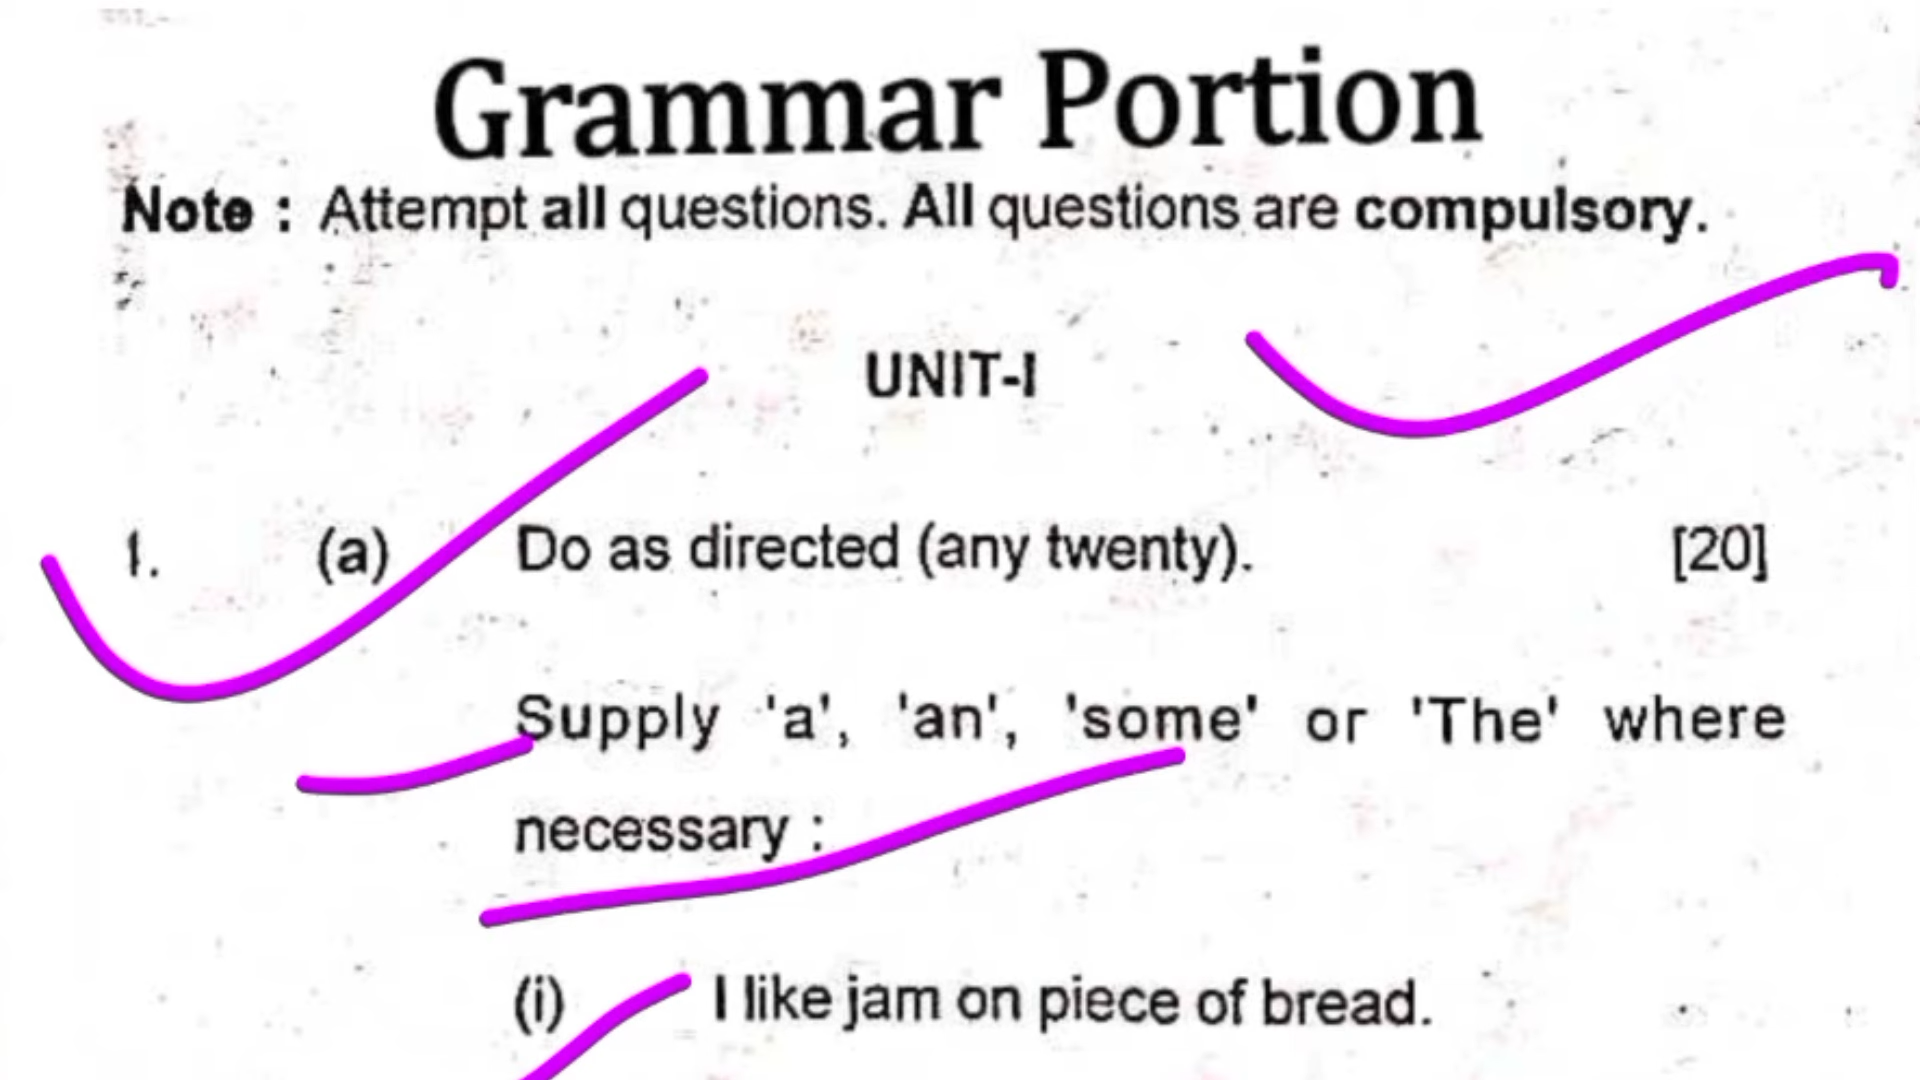 Grammar Portion
Note : Attempt all questions. All questions are compulsory.
UNIT-I
1. (a) Do as directed (any twenty). [20]
Supply 'a', 'an', 'some' or 'The' where
necessary :
(i) I like jam on piece of bread.